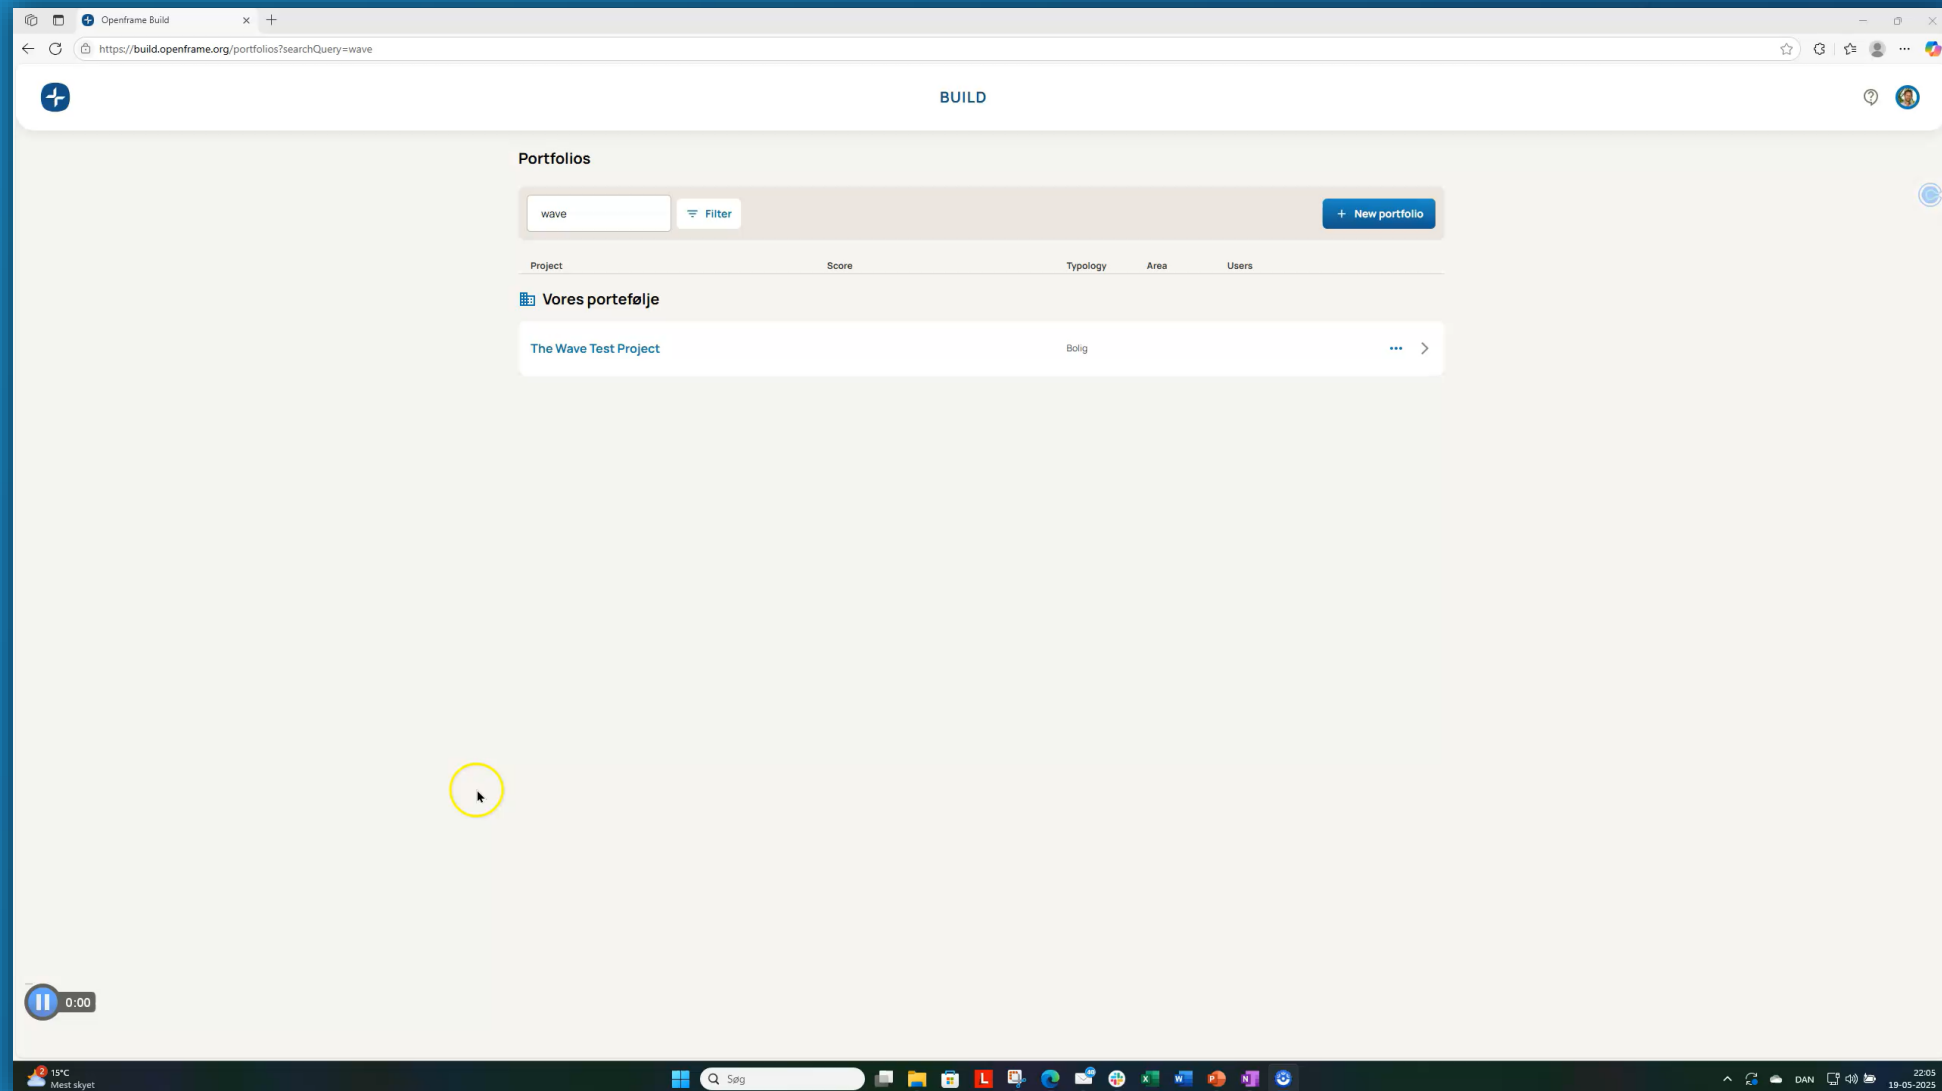 Openframe Build
https://build.openframe.org/portfolios?searchQuery=wave
BUILD
Portfolios
wave
Filter
+ New portfolio
Project Score Typology Area Users
Vores portefølje
The Wave Test Project Bolig
0:00
2
15°C
Mest skyet
Søg
DAN
22:05
19-05-2025